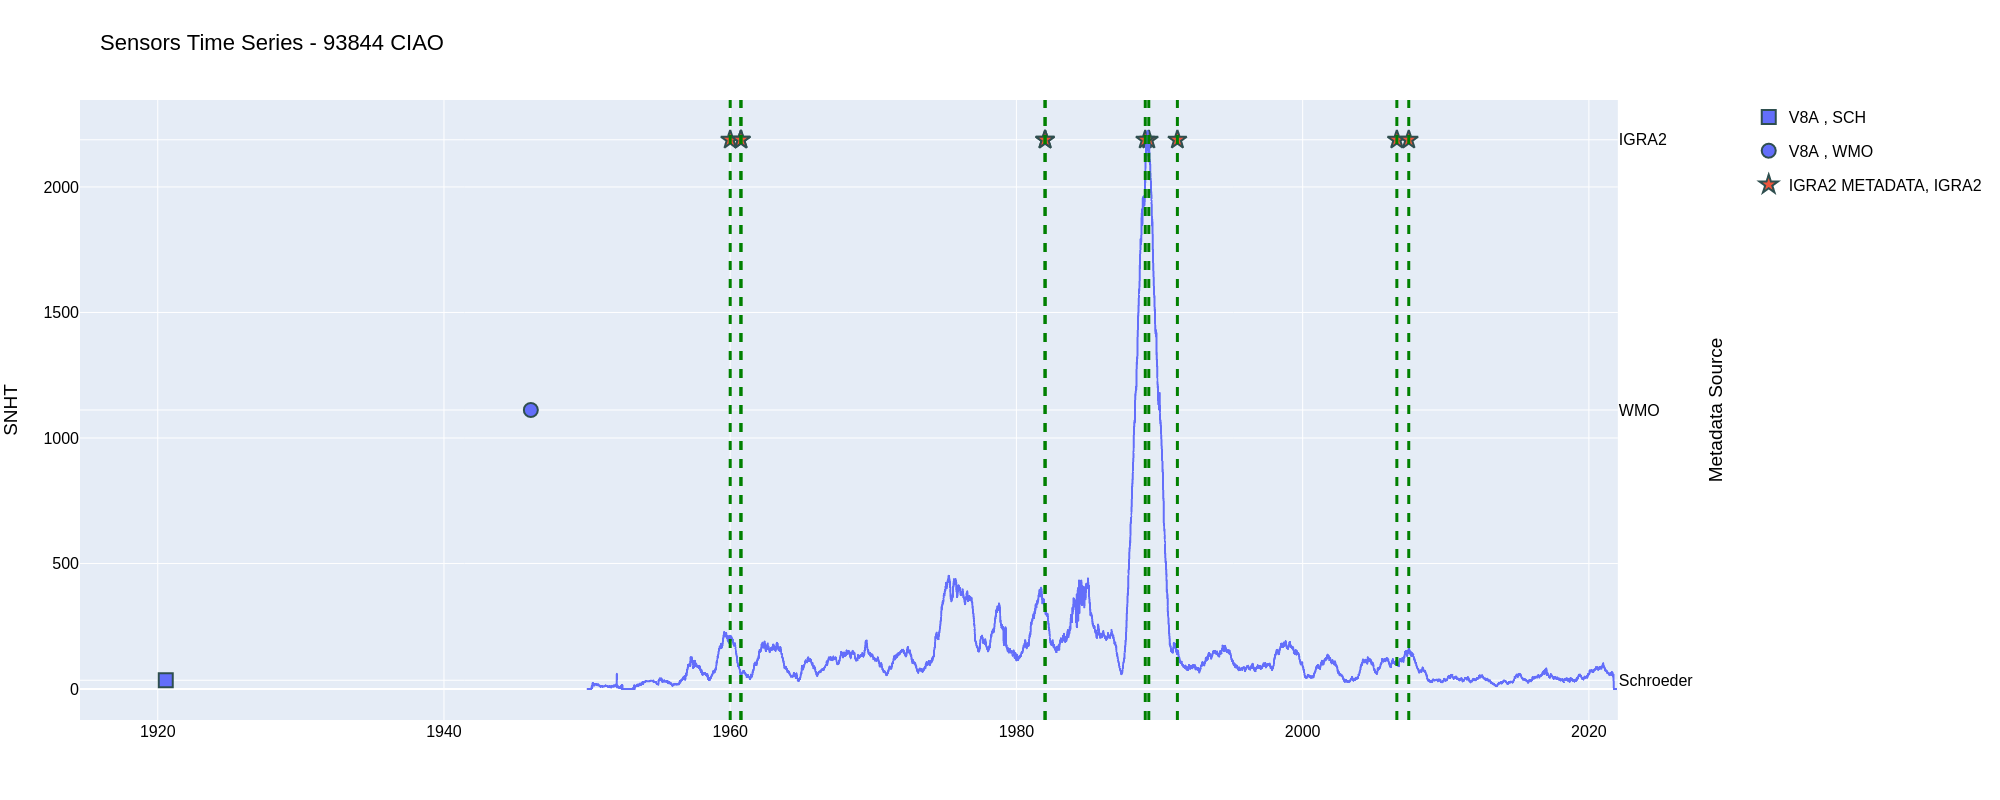 Sensors Time Series - 93844 CIAO
V8A , SCH
V8A , WMO
IGRA2 METADATA, IGRA2
SNHT
2000
1500
1000
500
0
IGRA2
WMO
Schroeder
Metadata Source
1920
1940
1960
1980
2000
2020